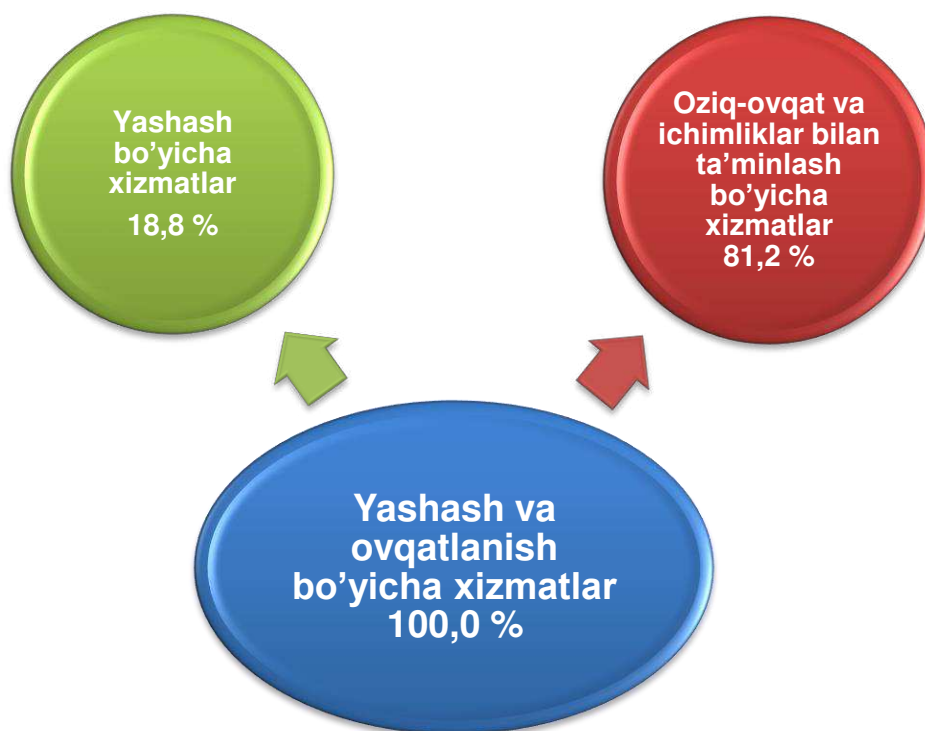 Yashash
bo’yicha
xizmatlar
18,8 %
Oziq-ovqat va
ichimliklar bilan
ta’minlash
bo’yicha
xizmatlar
81,2 %
Yashash va
ovqatlanish
bo’yicha xizmatlar
100,0 %